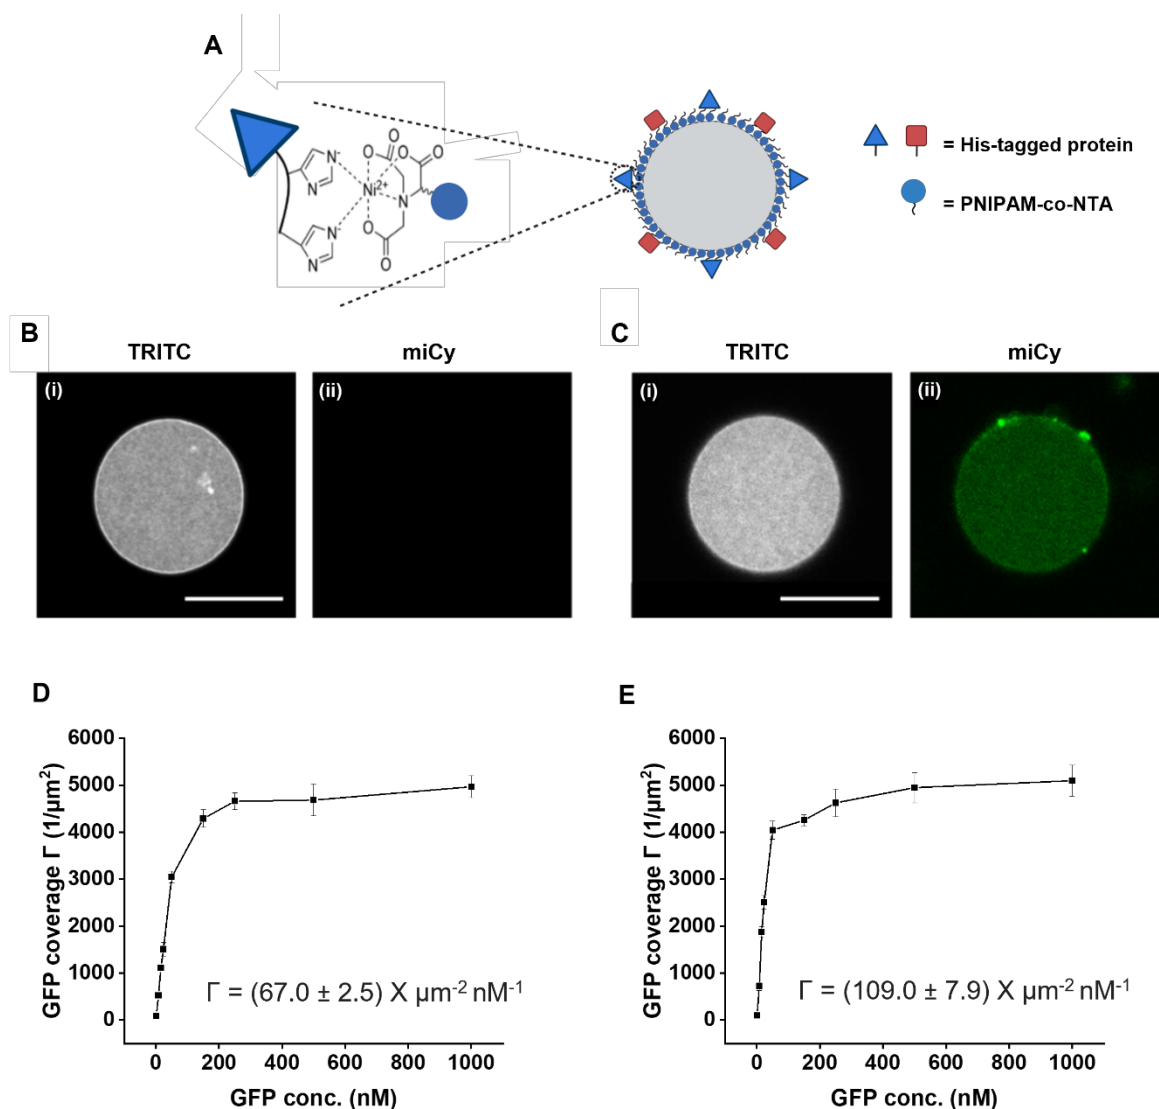 A
O
O
O
O
N-
N
Ni2+
N
O
O
N-
N
= His-tagged protein
= PNIPAM-co-NTA
B
TRITC
miCy
(i)
(ii)
C
TRITC
miCy
(i)
(ii)
D
GFP coverage Γ (1/µm²)
6000
5000
4000
3000
2000
1000
0
Γ = (67.0 ± 2.5) X µm⁻² nM⁻¹
0 200 400 600 800 1000
GFP conc. (nM)
E
GFP coverage Γ (1/µm²)
6000
5000
4000
3000
2000
1000
0
Γ = (109.0 ± 7.9) X µm⁻² nM⁻¹
0 200 400 600 800 1000
GFP conc. (nM)